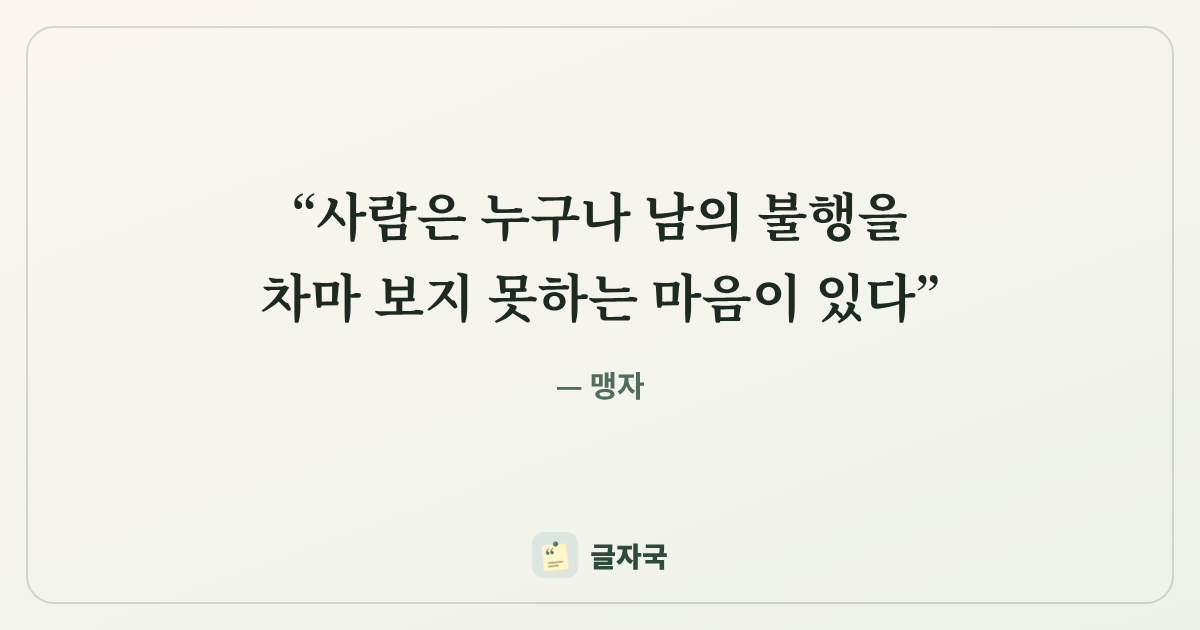 “사람은 누구나 남의 불행을
차마 보지 못하는 마음이 있다”
— 맹자
글자국